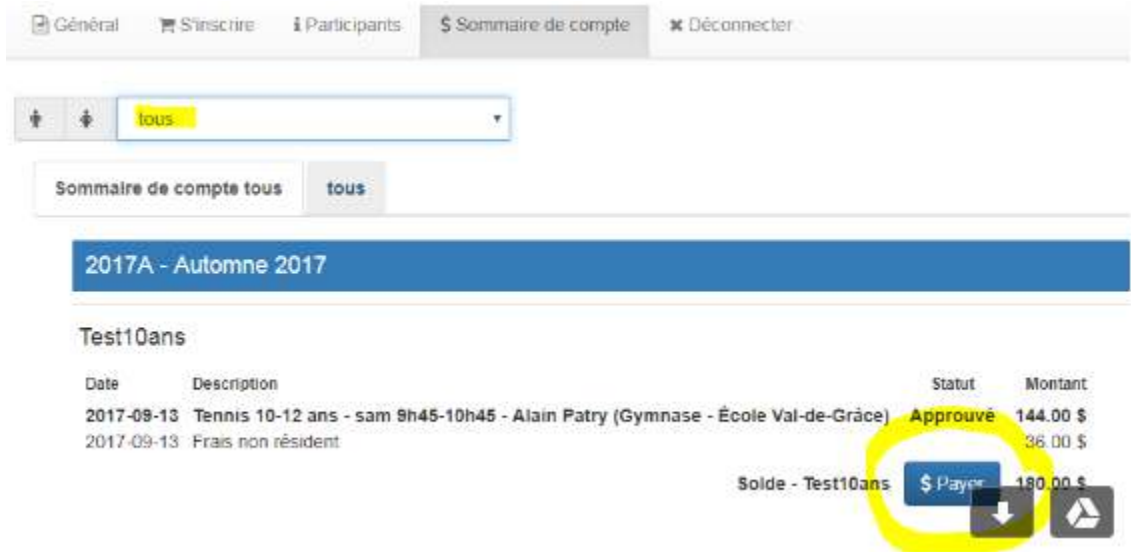 Général S'inscrire Participants $ Sommaire de compte Déconnecter
tous
Sommaire de compte tous tous
2017A - Automne 2017
Test10ans
Date Description Statut Montant
2017-09-13 Tennis 10-12 ans - sam 9h45-10h45 - Alain Patry (Gymnase - École Val-de-Grâce) Approuvé 144.00 $
2017-09-13 Frais non résident 36.00 $
Solde - Test10ans $ Payer 180.00 $